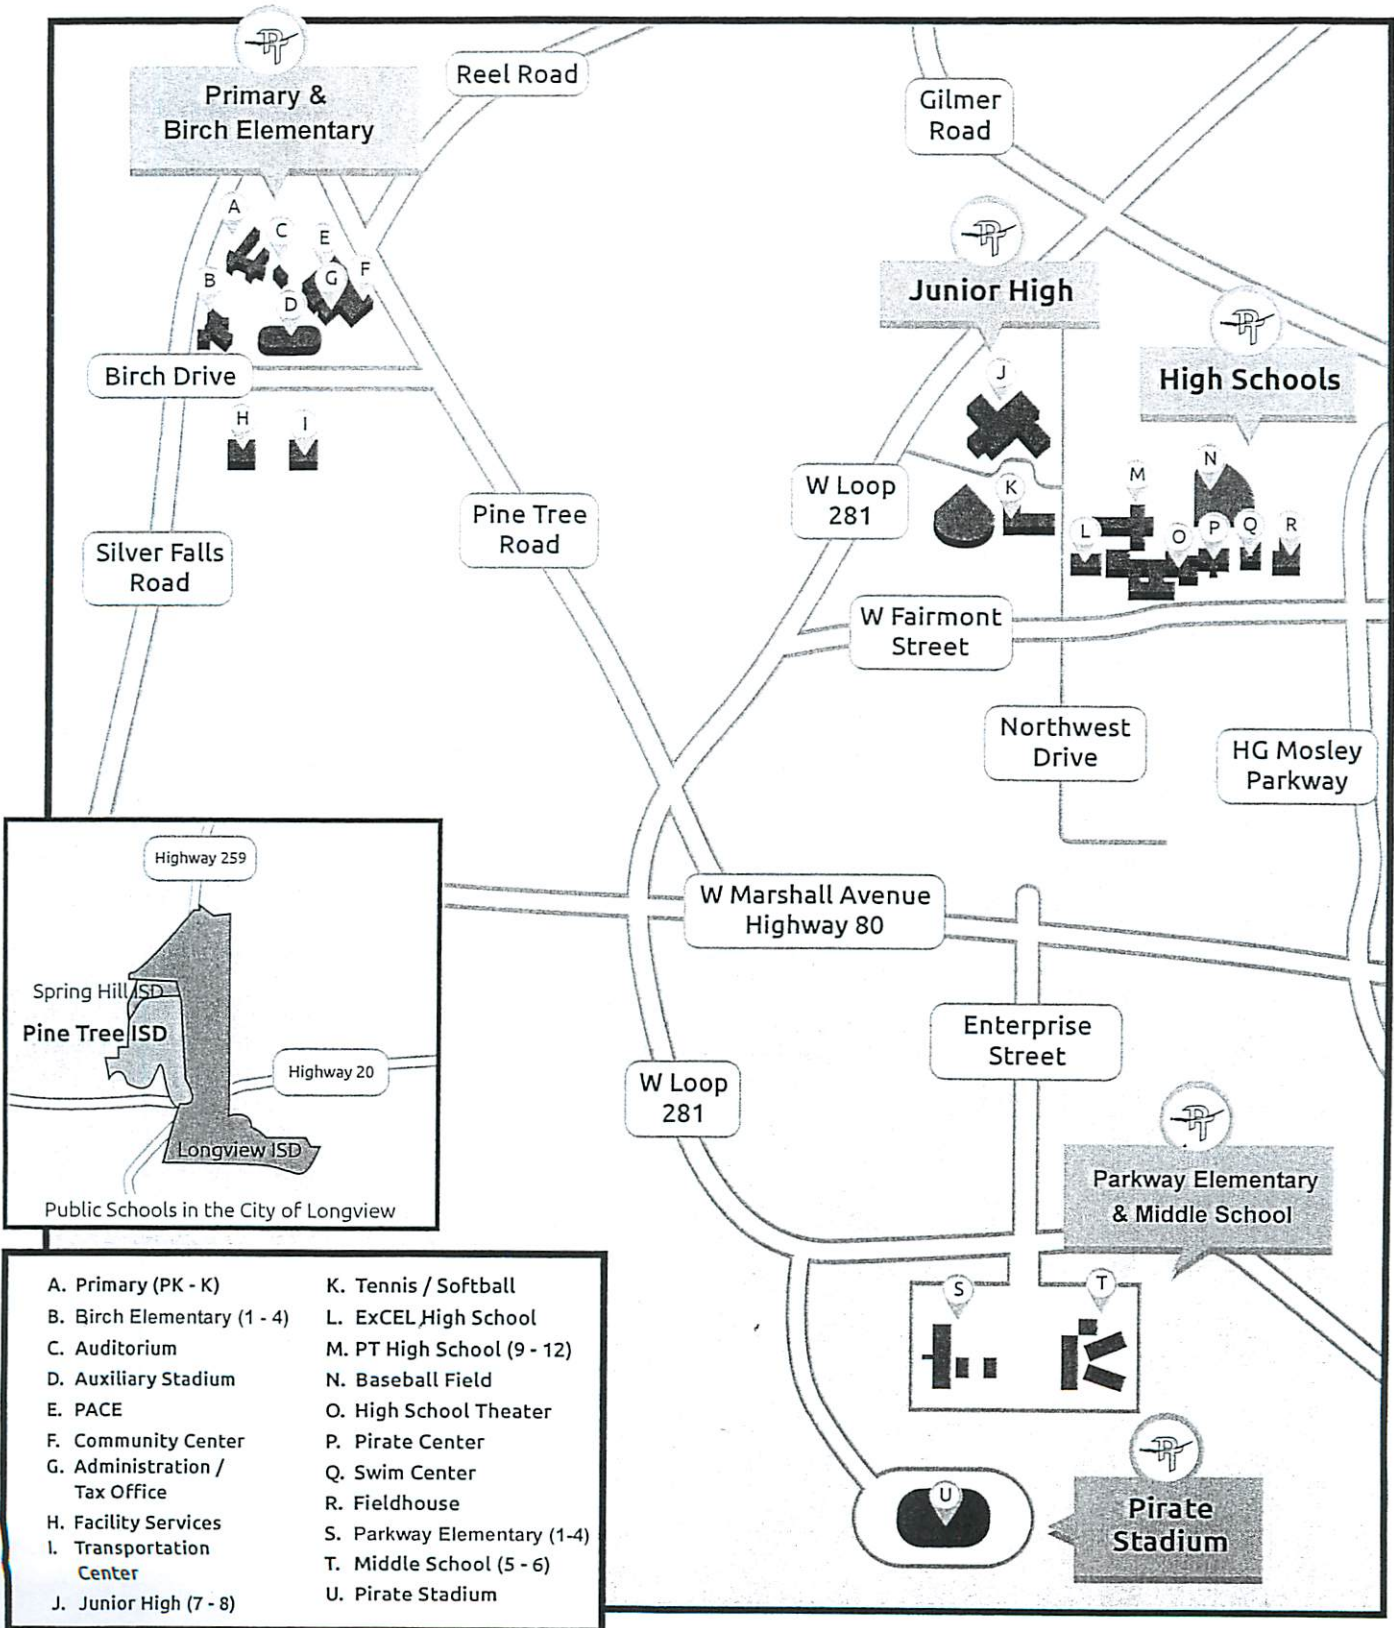 Primary &
Birch Elementary
Reel Road
Gilmer
Road
Junior High
High Schools
A
C
E
B
G
F
D
Birch Drive
H
I
J
W Loop
281
K
M
N
L
O
P
Q
R
Pine Tree
Road
Silver Falls
Road
W Fairmont
Street
Northwest
Drive
HG Mosley
Parkway
W Marshall Avenue
Highway 80
Enterprise
Street
W Loop
281
Parkway Elementary
& Middle School
S
T
U
Pirate
Stadium
Highway 259
Spring Hill ISD
Pine Tree ISD
Highway 20
Longview ISD
Public Schools in the City of Longview
A. Primary (PK - K)
B. Birch Elementary (1 - 4)
C. Auditorium
D. Auxiliary Stadium
E. PACE
F. Community Center
G. Administration /
Tax Office
H. Facility Services
I. Transportation
Center
J. Junior High (7 - 8)
K. Tennis / Softball
L. ExCEL High School
M. PT High School (9 - 12)
N. Baseball Field
O. High School Theater
P. Pirate Center
Q. Swim Center
R. Fieldhouse
S. Parkway Elementary (1-4)
T. Middle School (5 - 6)
U. Pirate Stadium